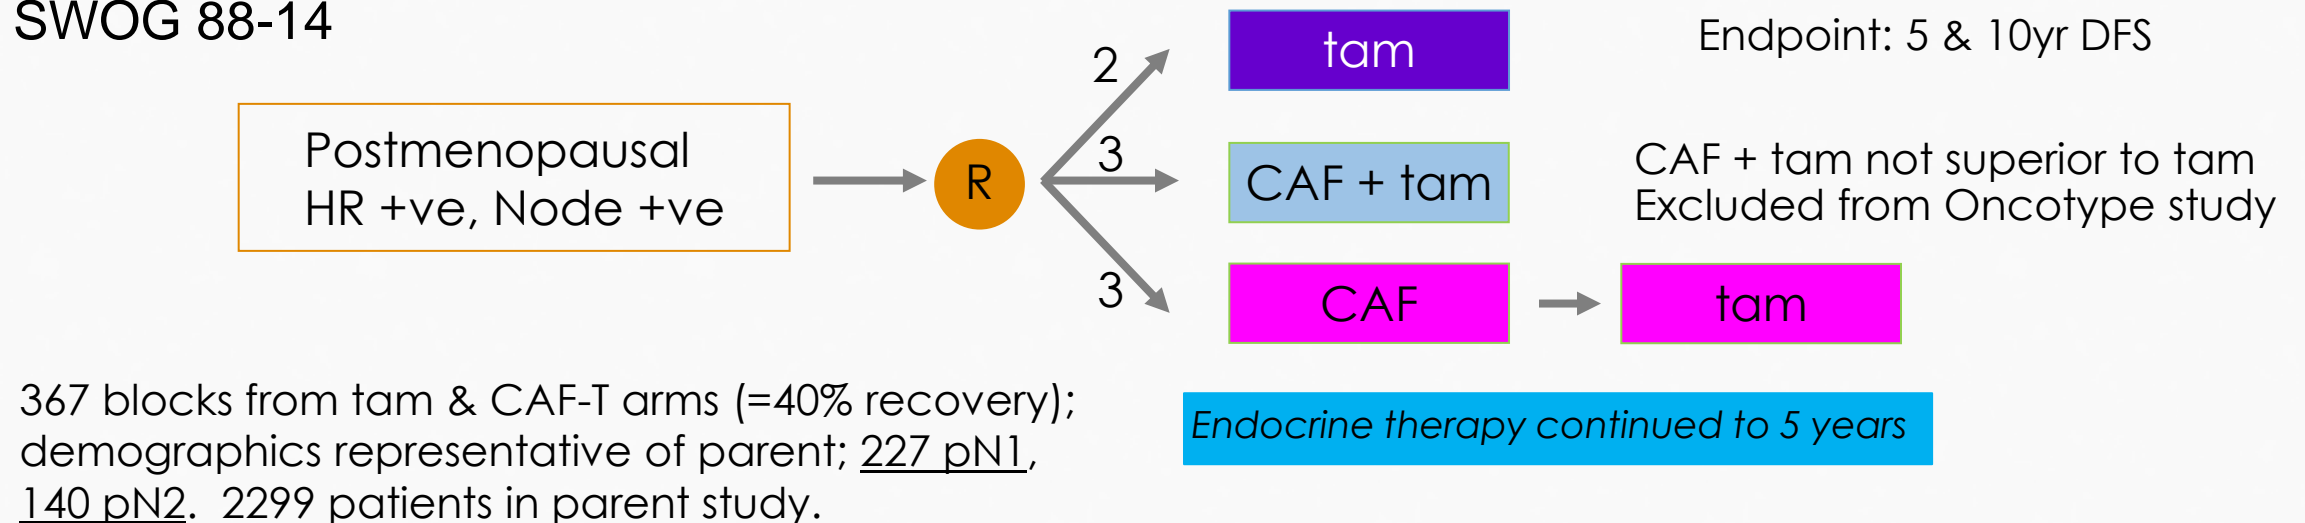 SWOG 88-14
Endpoint: 5 & 10yr DFS
Postmenopausal
HR +ve, Node +ve
R
2
3
3
tam
CAF + tam
CAF
tam
CAF + tam not superior to tam
Excluded from Oncotype study
367 blocks from tam & CAF-T arms (=40% recovery);
demographics representative of parent; 227 pN1,
140 pN2.  2299 patients in parent study.
Endocrine therapy continued to 5 years